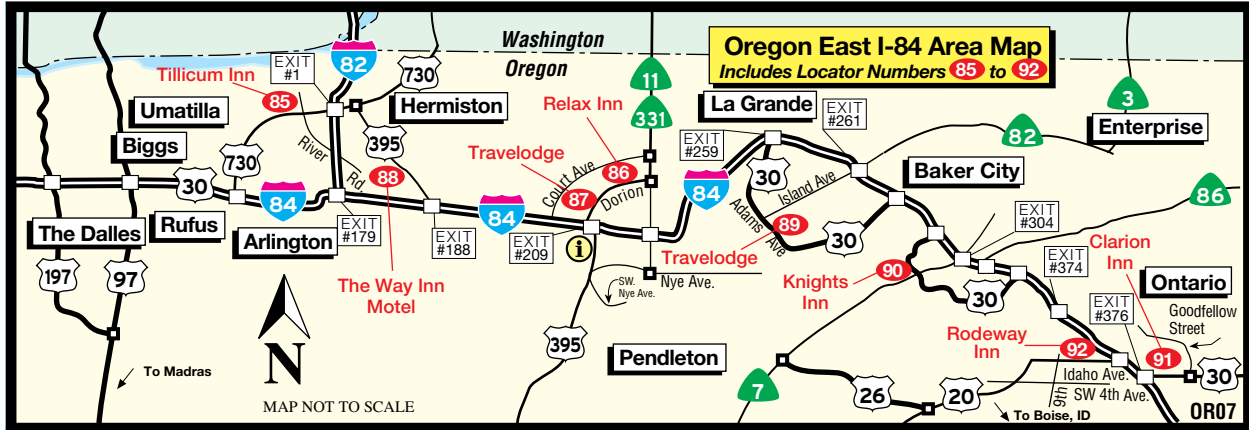 Washington
Oregon
Oregon East I-84 Area Map
Includes Locator Numbers 85 to 92
EXIT
#1
82
730
Tillicum Inn
85
Umatilla
Hermiston
Biggs
730
River
Rd.
395
88
The Way Inn
Motel
30
84
Rufus
The Dalles
Arlington
EXIT
#179
EXIT
#188
197
97
To Madras
N
MAP NOT TO SCALE
11
331
Relax Inn
86
Court Ave
Travelodge
87
Dorion
84
EXIT
#209
i
SW.
Nye Ave.
Nye Ave.
395
Pendleton
84
La Grande
EXIT
#259
EXIT
#261
30
Island Ave
Adams Ave
Travelodge
89
30
82
3
Enterprise
Baker City
86
EXIT
#304
Knights
Inn
90
30
EXIT
#374
Clarion
Inn
91
Ontario
EXIT
#376
Goodfellow
Street
Rodeway
Inn
92
30
Idaho Ave.
SW 4th Ave.
9th
7
26
20
To Boise, ID
OR07